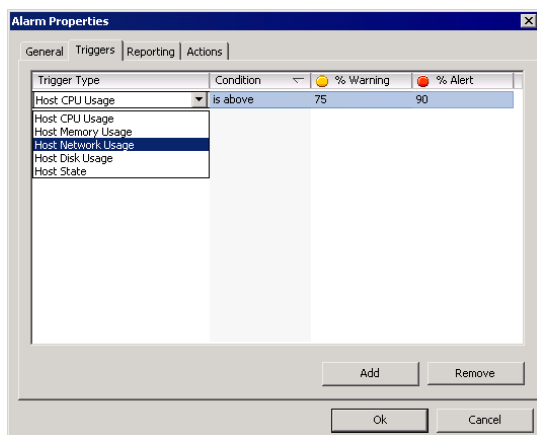 Alarm Properties
General Triggers Reporting Actions
Trigger Type Condition % Warning % Alert
Host CPU Usage is above 75 90
Host CPU Usage
Host Memory Usage
Host Network Usage
Host Disk Usage
Host State
Add Remove
Ok Cancel